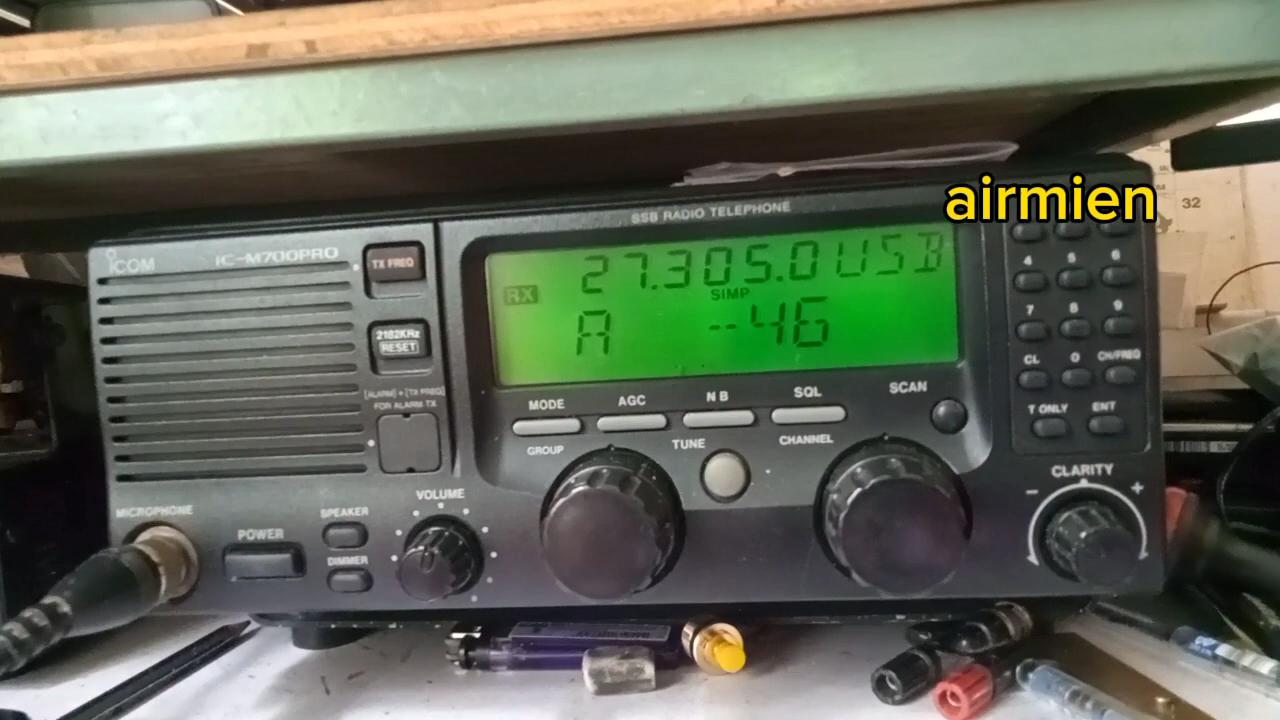 airmien
32
SSB RADIO TELEPHONE
ICOM
IC-M700PRO
TX FREQ
2182KHz
RESET
[ALARM] + [TX FREQ]
FOR ALARM TX
27.305.0 USB
RX
SIMP
A --46
MODE
AGC
NB
SQL
SCAN
GROUP
TUNE
CHANNEL
4 5 6
7 8 9
CL 0 CH/FREQ
T ONLY ENT
CLARITY
- +
MICROPHONE
POWER
SPEAKER
DIMMER
VOLUME